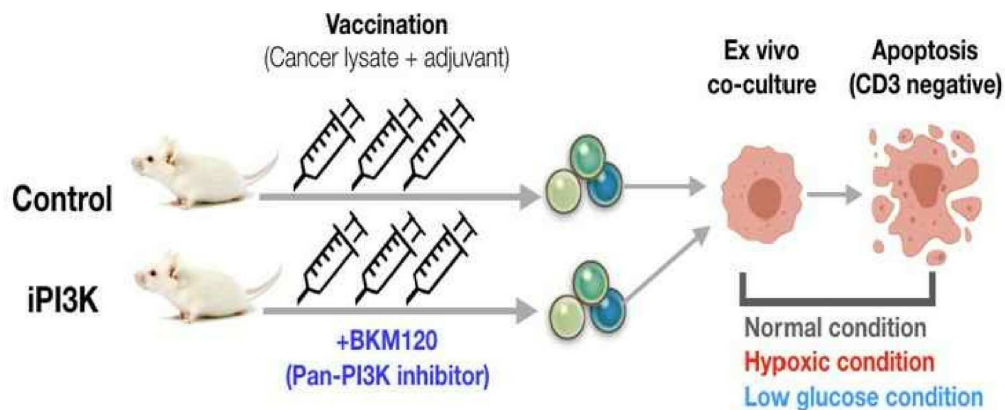 Vaccination
(Cancer lysate + adjuvant)
Ex vivo
co-culture
Apoptosis
(CD3 negative)
Control
iPI3K
+BKM120
(Pan-PI3K inhibitor)
Normal condition
Hypoxic condition
Low glucose condition